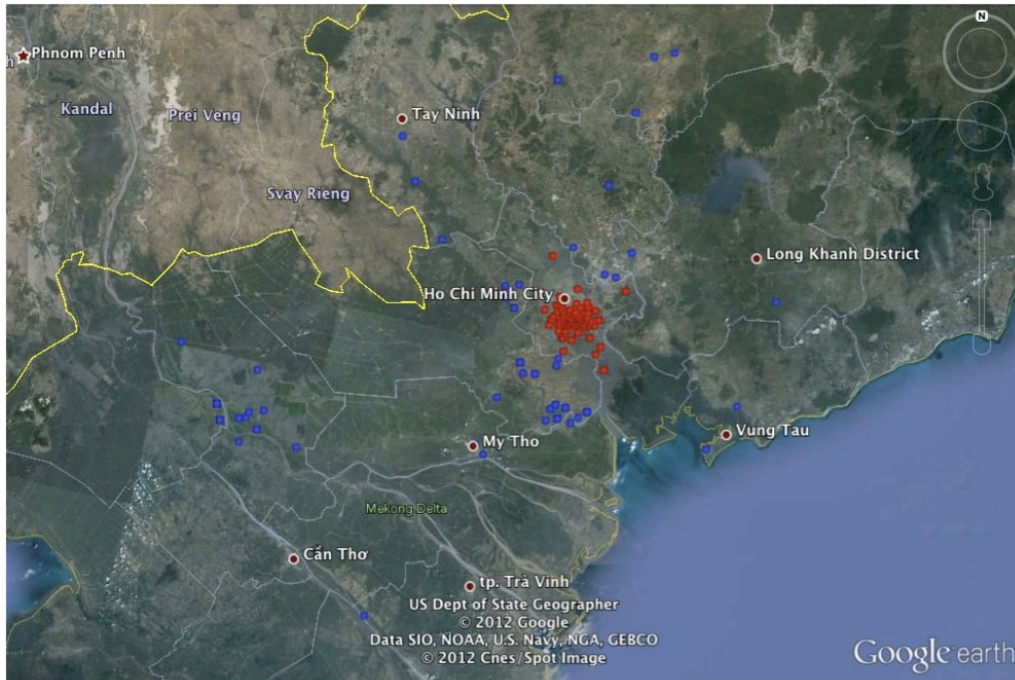 N
Phnom Penh
Kandal
Prei Veng
Tay Ninh
Svay Rieng
Long Khanh District
Ho Chi Minh City
Vung Tau
My Tho
Mekong Delta
Cần Thơ
tp. Trà Vinh
US Dept of State Geographer
© 2012 Google
Data SIO, NOAA, U.S. Navy, NGA, GEBCO
© 2012 Cnes/Spot Image
Google earth